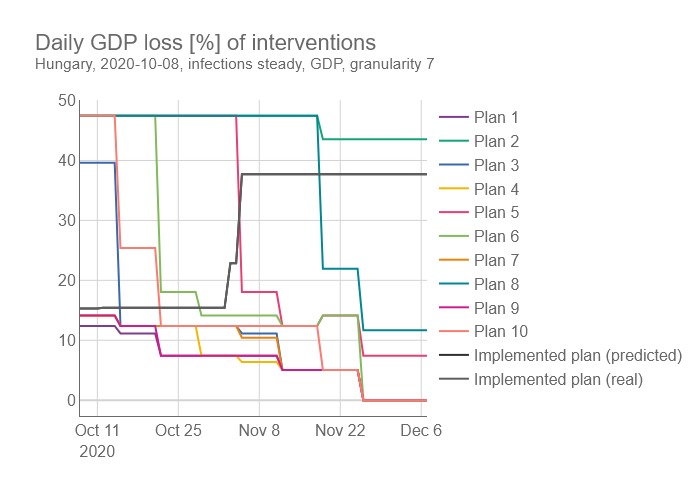 Daily GDP loss [%] of interventions
Hungary, 2020-10-08, infections steady, GDP, granularity 7
50
40
30
20
10
0
Oct 11
2020
Oct 25
Nov 8
Nov 22
Dec 6
Plan 1
Plan 2
Plan 3
Plan 4
Plan 5
Plan 6
Plan 7
Plan 8
Plan 9
Plan 10
Implemented plan (predicted)
Implemented plan (real)